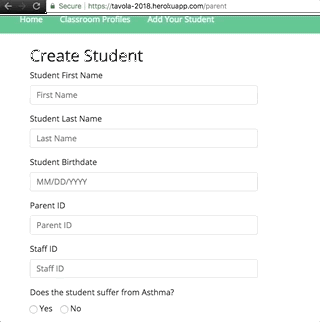 Secure | https://tavola-2018.herokuapp.com/parent
Home Classroom Profiles Add Your Student
Create Student
Student First Name
First Name
Student Last Name
Last Name
Student Birthdate
MM/DD/YYYY
Parent ID
Parent ID
Staff ID
Staff ID
Does the student suffer from Asthma?
Yes No